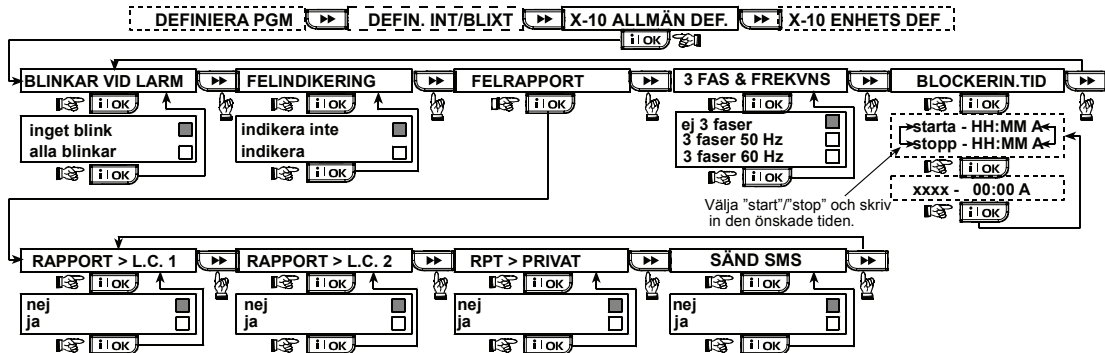 DEFINIERA PGM DEFIN. INT/BLIXT X-10 ALLMÄN DEF. X-10 ENHETS DEF
i OK
BLINKAR VID LARM FELINDIKERING FELRAPPORT 3 FAS & FREKVNS BLOCKERIN.TID
i OK i OK i OK i OK i OK
inget blink
alla blinkar
i OK
indikera inte
indikera
i OK
ej 3 faser
3 faser 50 Hz
3 faser 60 Hz
i OK
starta - HH:MM A
stopp - HH:MM A
i OK
Välja ”start”/”stop” och skriv
in den önskade tiden.
xxxx - 00:00 A
i OK
RAPPORT > L.C. 1 RAPPORT > L.C. 2 RPT > PRIVAT SÄND SMS
i OK i OK i OK i OK
nej nej nej nej
ja ja ja ja
i OK i OK i OK i OK